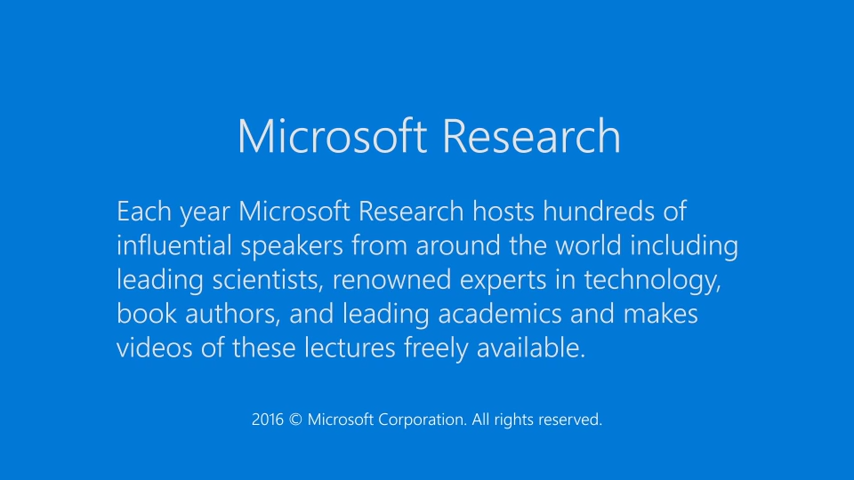 Microsoft Research
Each year Microsoft Research hosts hundreds of
influential speakers from around the world including
leading scientists, renowned experts in technology,
book authors, and leading academics and makes
videos of these lectures freely available.
2016 © Microsoft Corporation. All rights reserved.